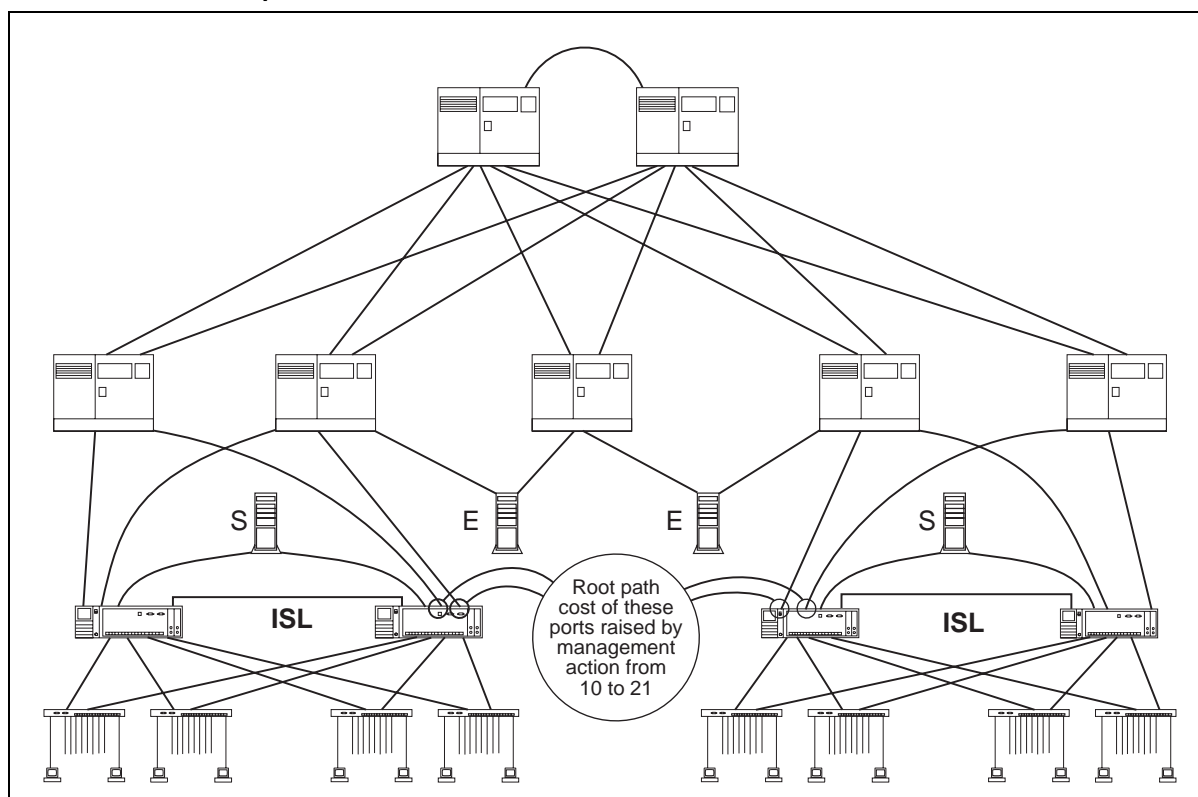 S
E
E
S
ISL
Root path
cost of these
ports raised by
management
action from
10 to 21
ISL